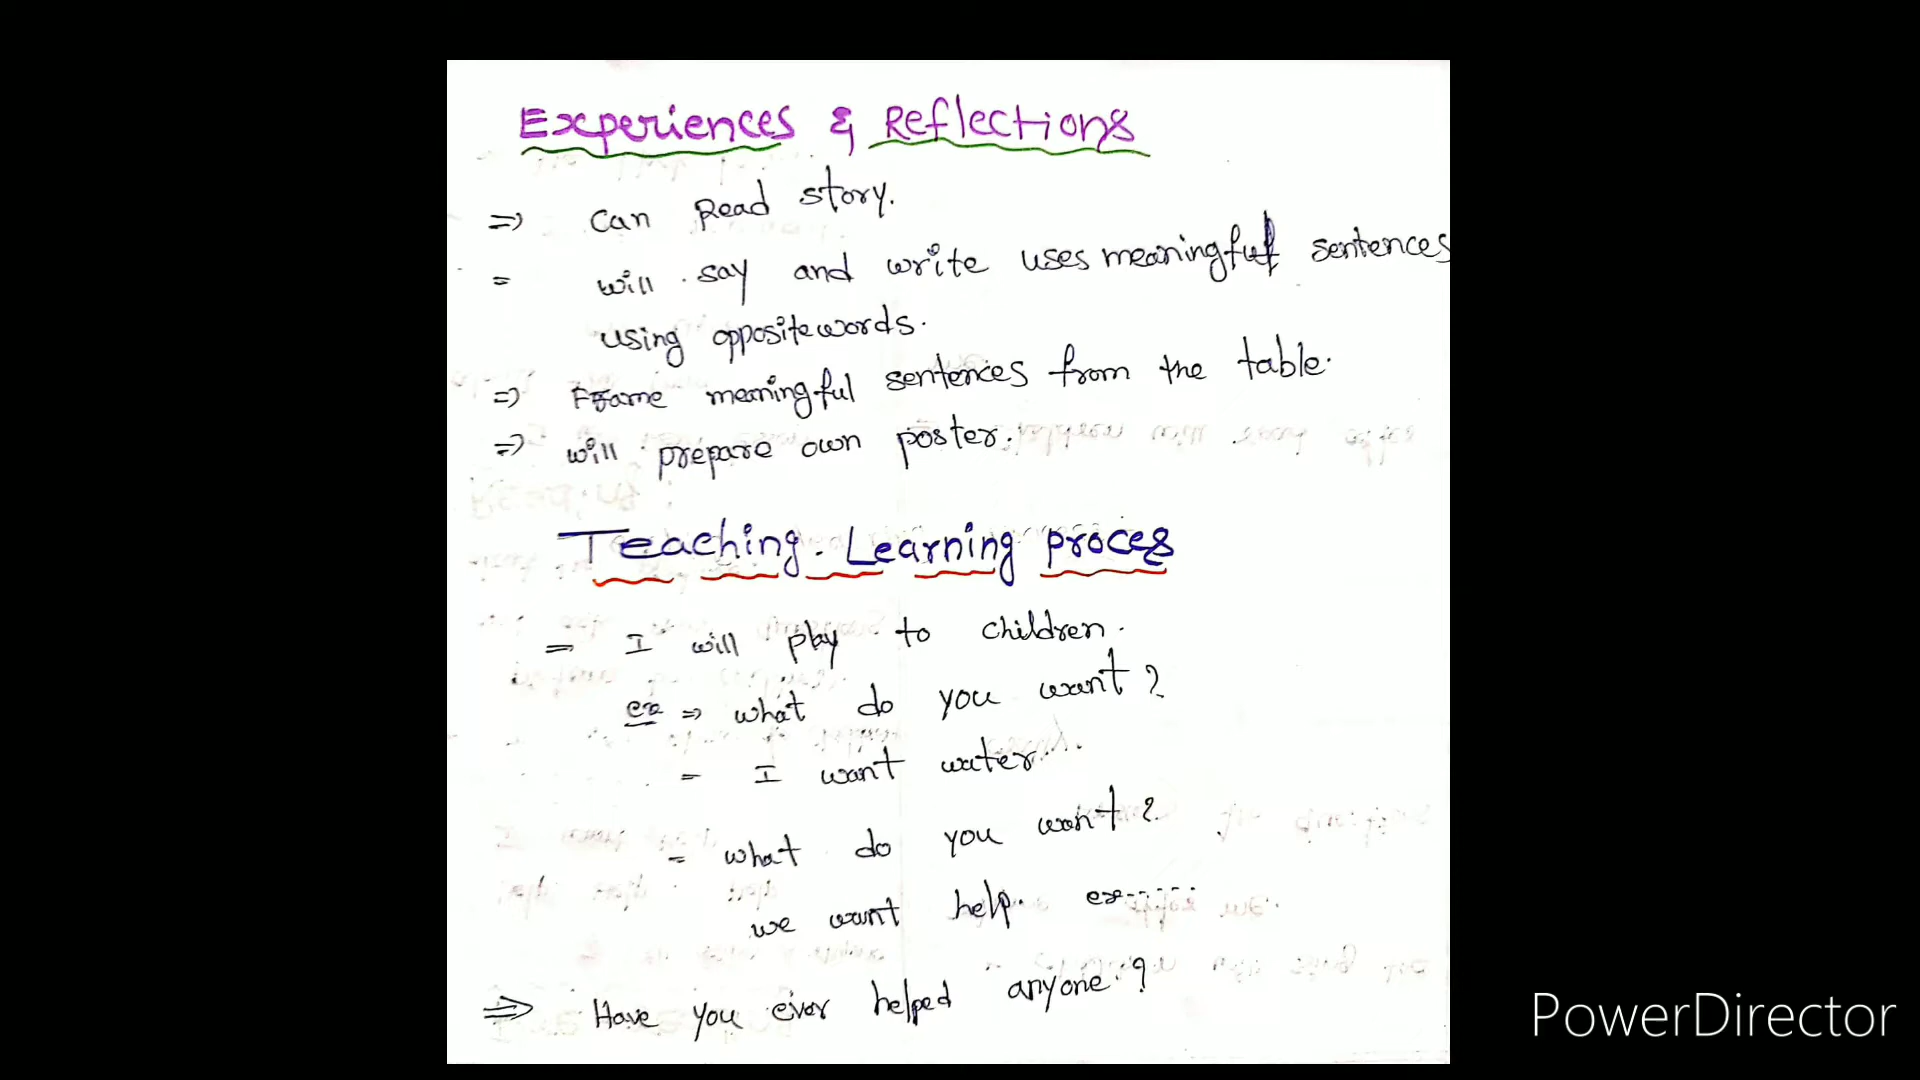 Experiences & Reflections
=> can Read story.
= will say and write uses meaningful sentences
using opposite words.
=> Frame meaningful sentences from the table.
=> will prepare own poster.
Teaching. Learning proces
= I will play to children.
ex => what do you want?
= I want water.
= what do you want?
we want help. ex------
=> Have you ever helped anyone?
PowerDirector